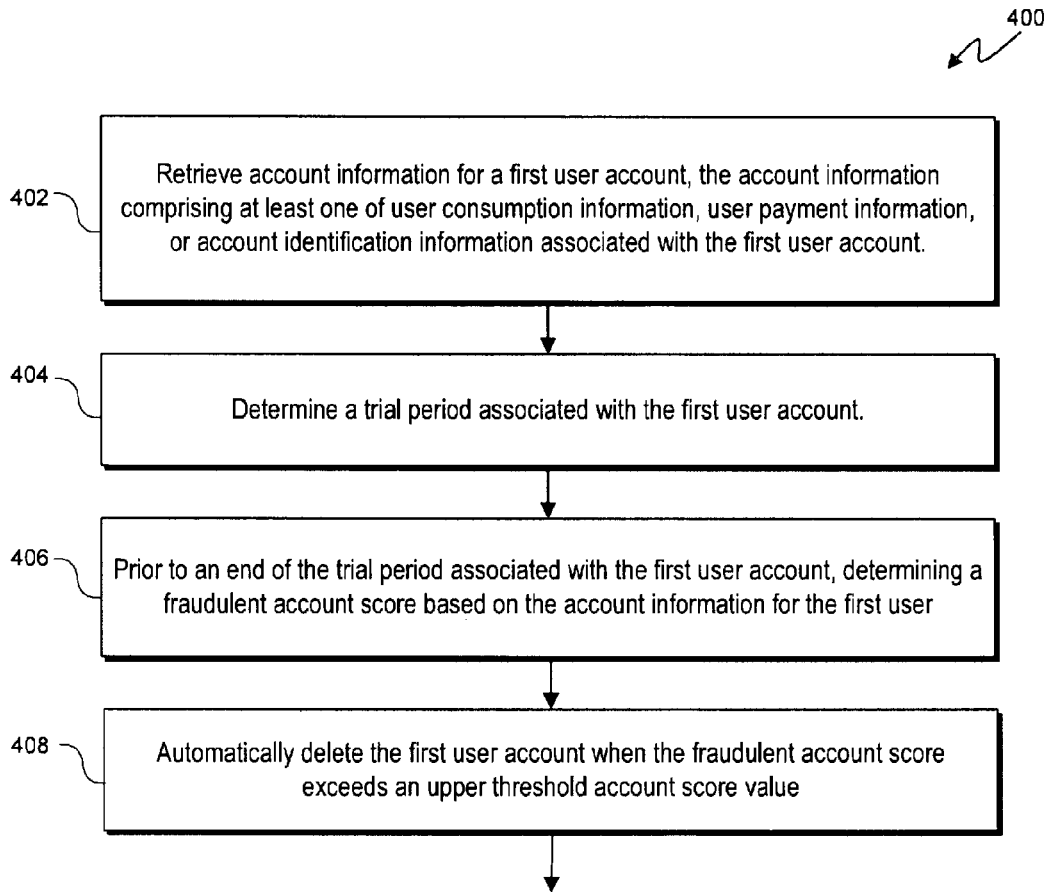 400
402
Retrieve account information for a first user account, the account information
comprising at least one of user consumption information, user payment information,
or account identification information associated with the first user account.
404
Determine a trial period associated with the first user account.
406
Prior to an end of the trial period associated with the first user account, determining a
fraudulent account score based on the account information for the first user
408
Automatically delete the first user account when the fraudulent account score
exceeds an upper threshold account score value